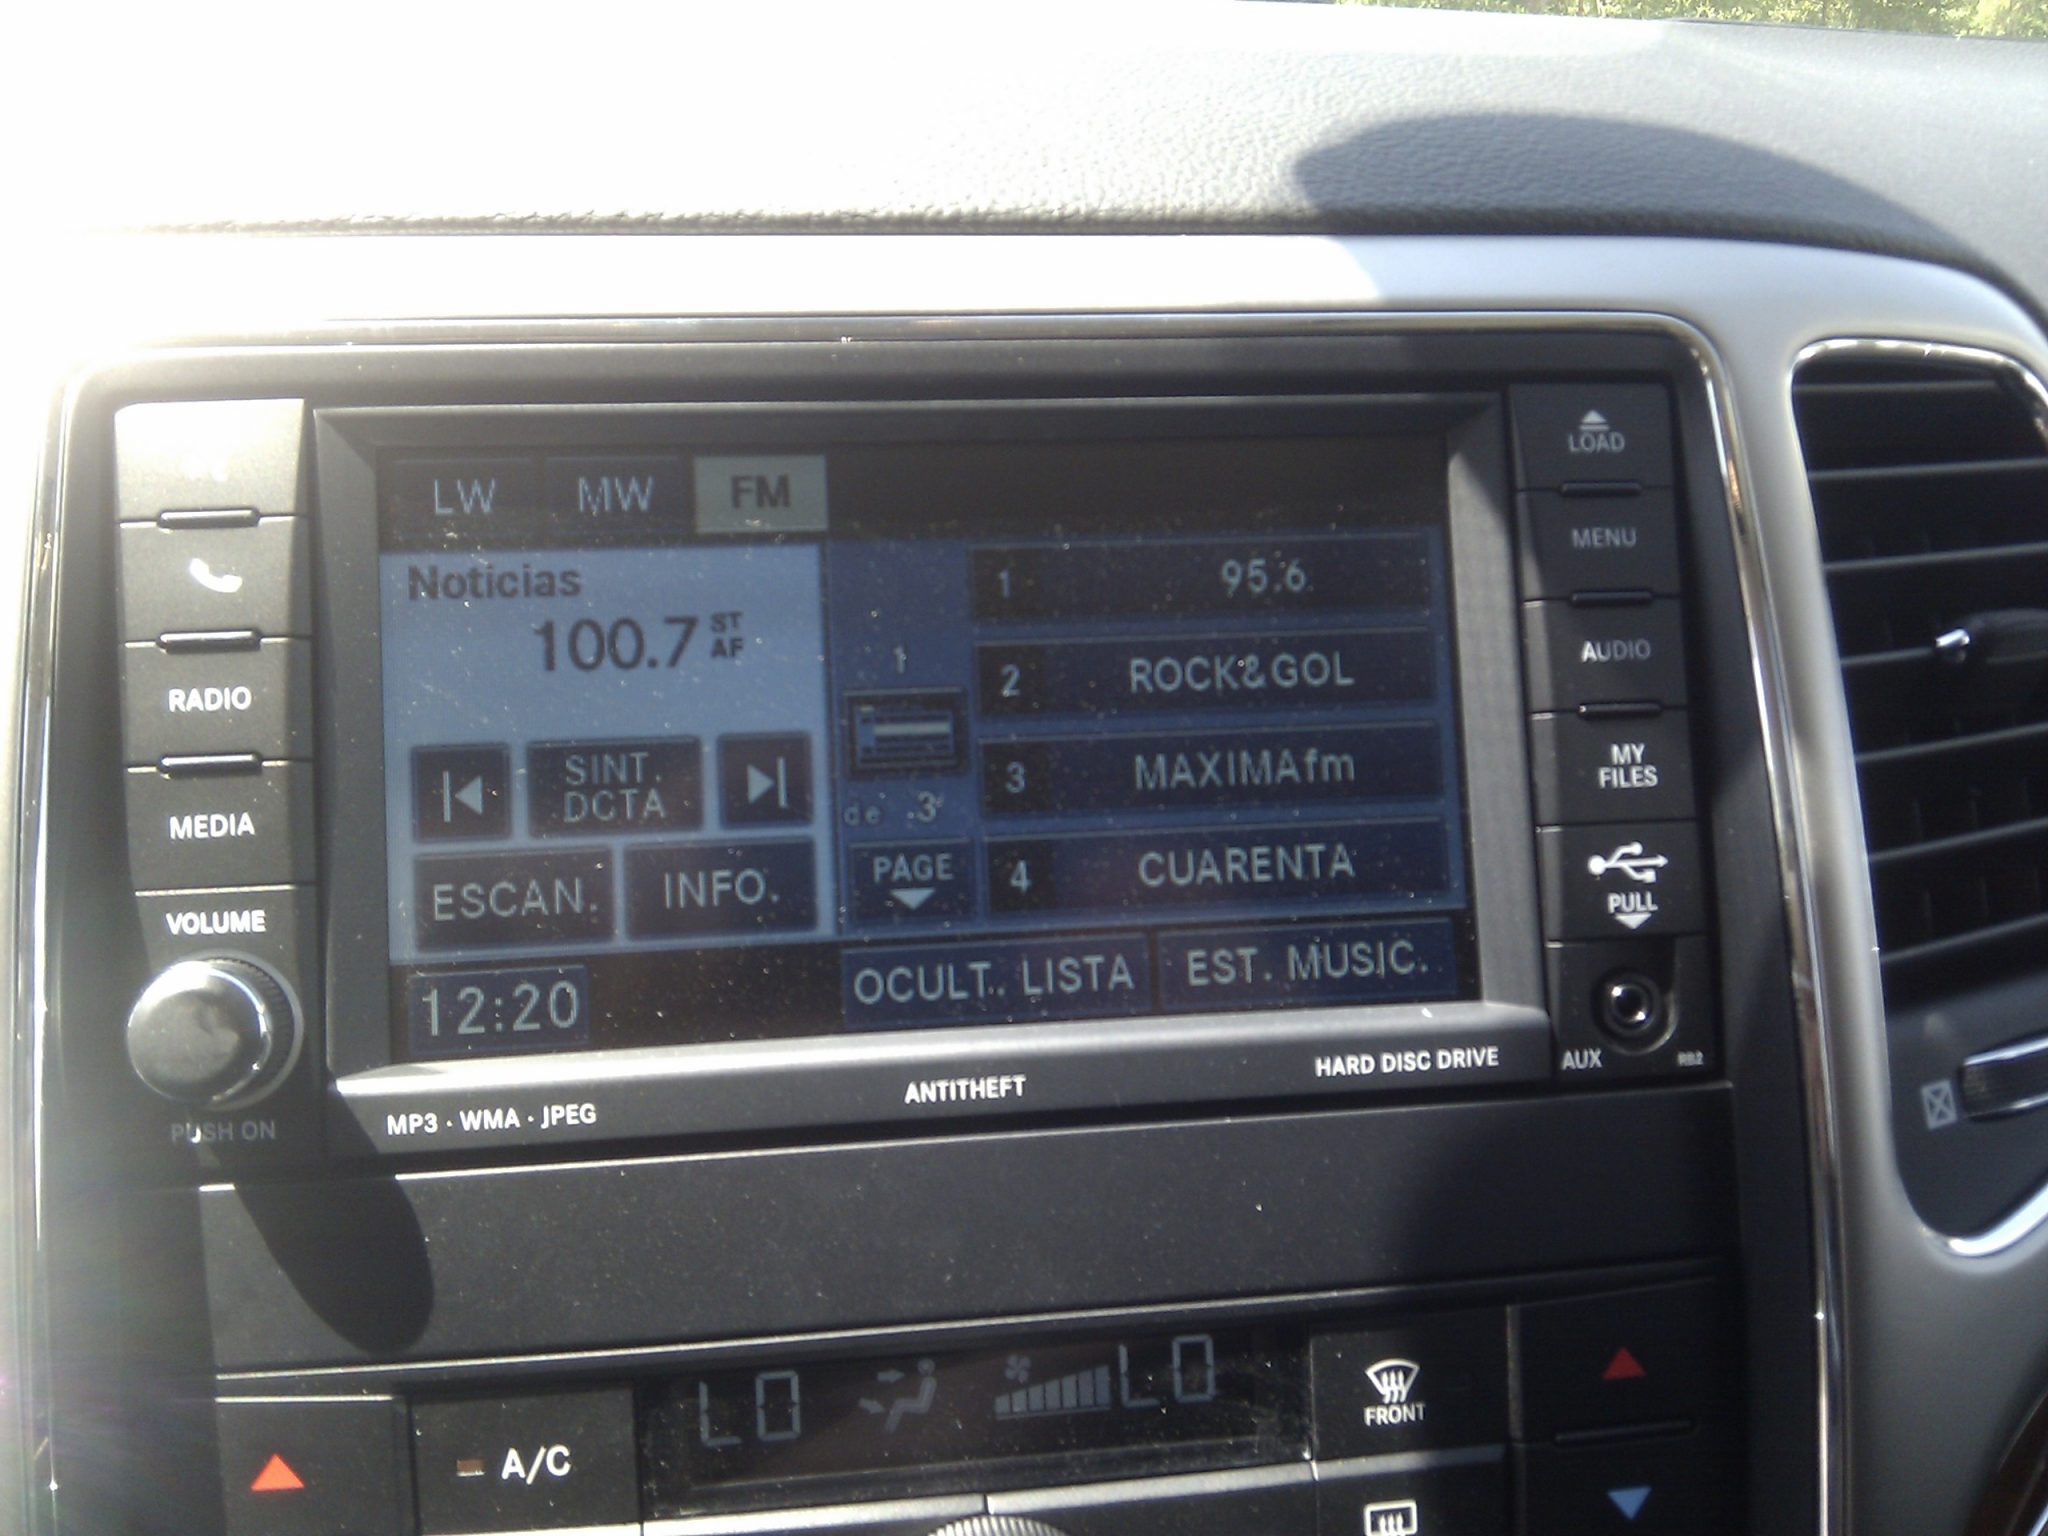 LW MW FM
Noticias
100.7 ST AF
SINT.
DCTA
ESCAN. INFO.
12:20
1
de 3
PAGE
1 95.6
2 ROCK&GOL
3 MAXIMAfm
4 CUARENTA
OCULT. LISTA EST. MUSIC.
RADIO
MEDIA
VOLUME
PUSH ON
LOAD
MENU
AUDIO
MY
FILES
PULL
AUX RB2
MP3 · WMA · JPEG
ANTITHEFT
HARD DISC DRIVE
A/C
LO LO
FRONT